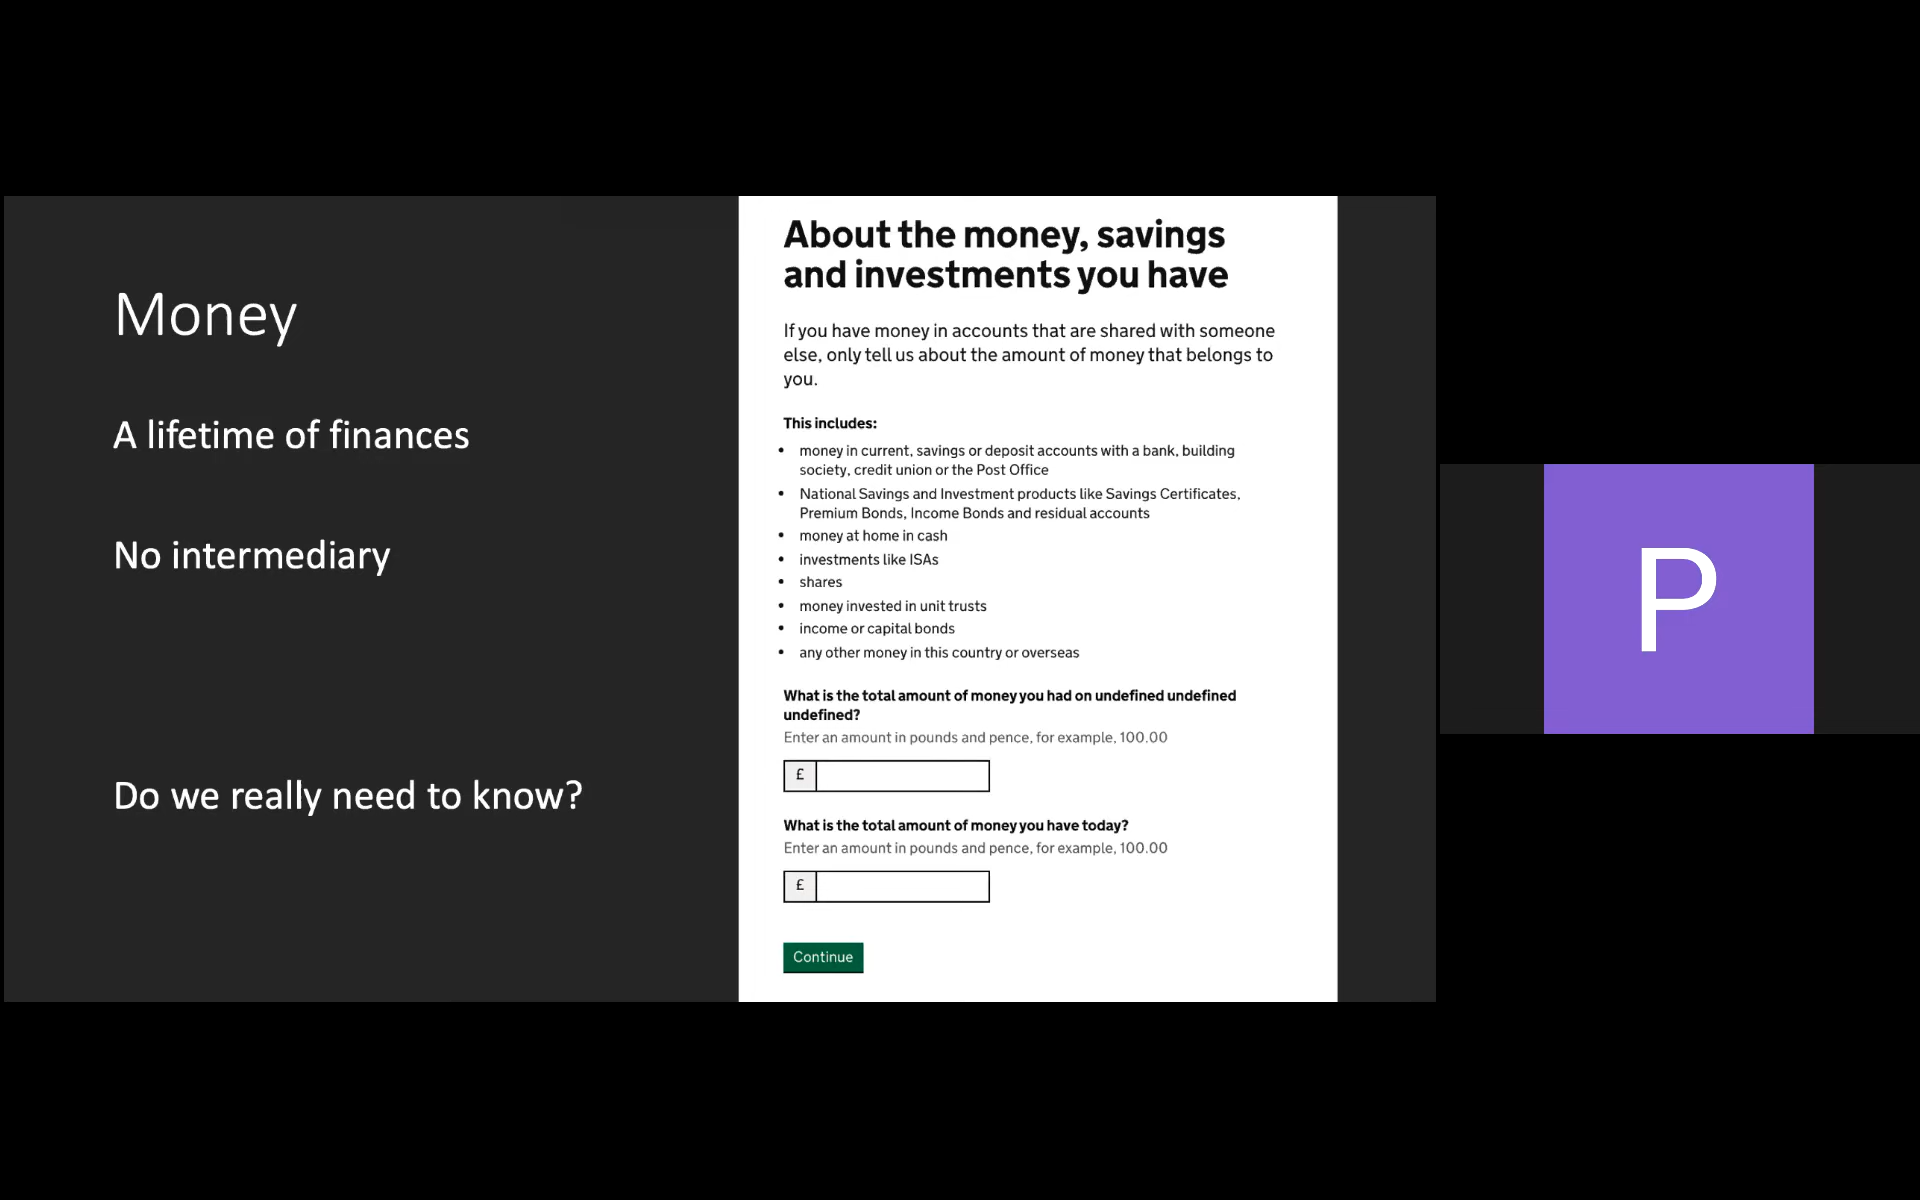 Money
A lifetime of finances
No intermediary
Do we really need to know?
About the money, savings
and investments you have
If you have money in accounts that are shared with someone
else, only tell us about the amount of money that belongs to
you.
This includes:
• money in current, savings or deposit accounts with a bank, building
society, credit union or the Post Office
• National Savings and Investment products like Savings Certificates,
Premium Bonds, Income Bonds and residual accounts
• money at home in cash
• investments like ISAs
• shares
• money invested in unit trusts
• income or capital bonds
• any other money in this country or overseas
What is the total amount of money you had on undefined undefined
undefined?
Enter an amount in pounds and pence, for example, 100.00
£
What is the total amount of money you have today?
Enter an amount in pounds and pence, for example, 100.00
£
Continue
P